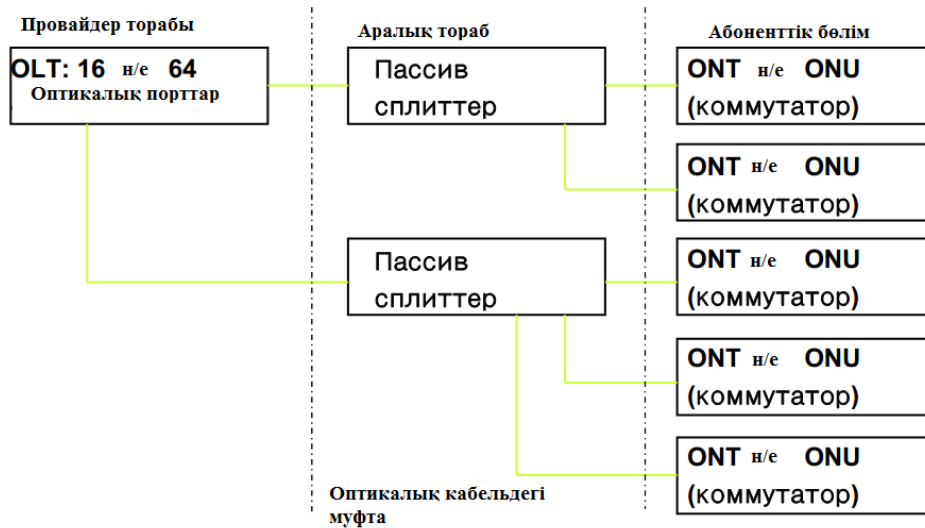 Провайдер торабы
Аралық тораб
Абоненттік бөлім
OLT: 16 н/е 64
Оптикалық порттар
Пассив
сплиттер
ONT н/е ONU
(коммутатор)
ONT н/е ONU
(коммутатор)
Пассив
сплиттер
ONT н/е ONU
(коммутатор)
ONT н/е ONU
(коммутатор)
ONT н/е ONU
(коммутатор)
Оптикалық кабельдегі
муфта